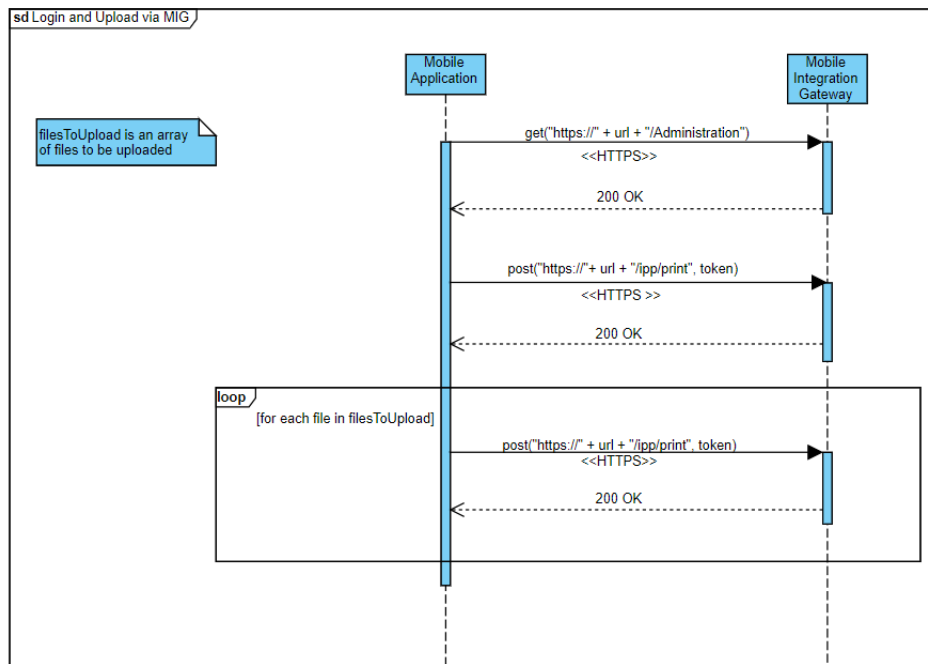 sd Login and Upload via MIG
Mobile
Application
Mobile
Integration
Gateway
filesToUpload is an array
of files to be uploaded
get("https://" + url + "/Administration")
<<HTTPS>>
200 OK
post("https://"+ url + "/ipp/print", token)
<<HTTPS >>
200 OK
loop
[for each file in filesToUpload]
post("https://" + url + "/ipp/print", token)
<<HTTPS>>
200 OK